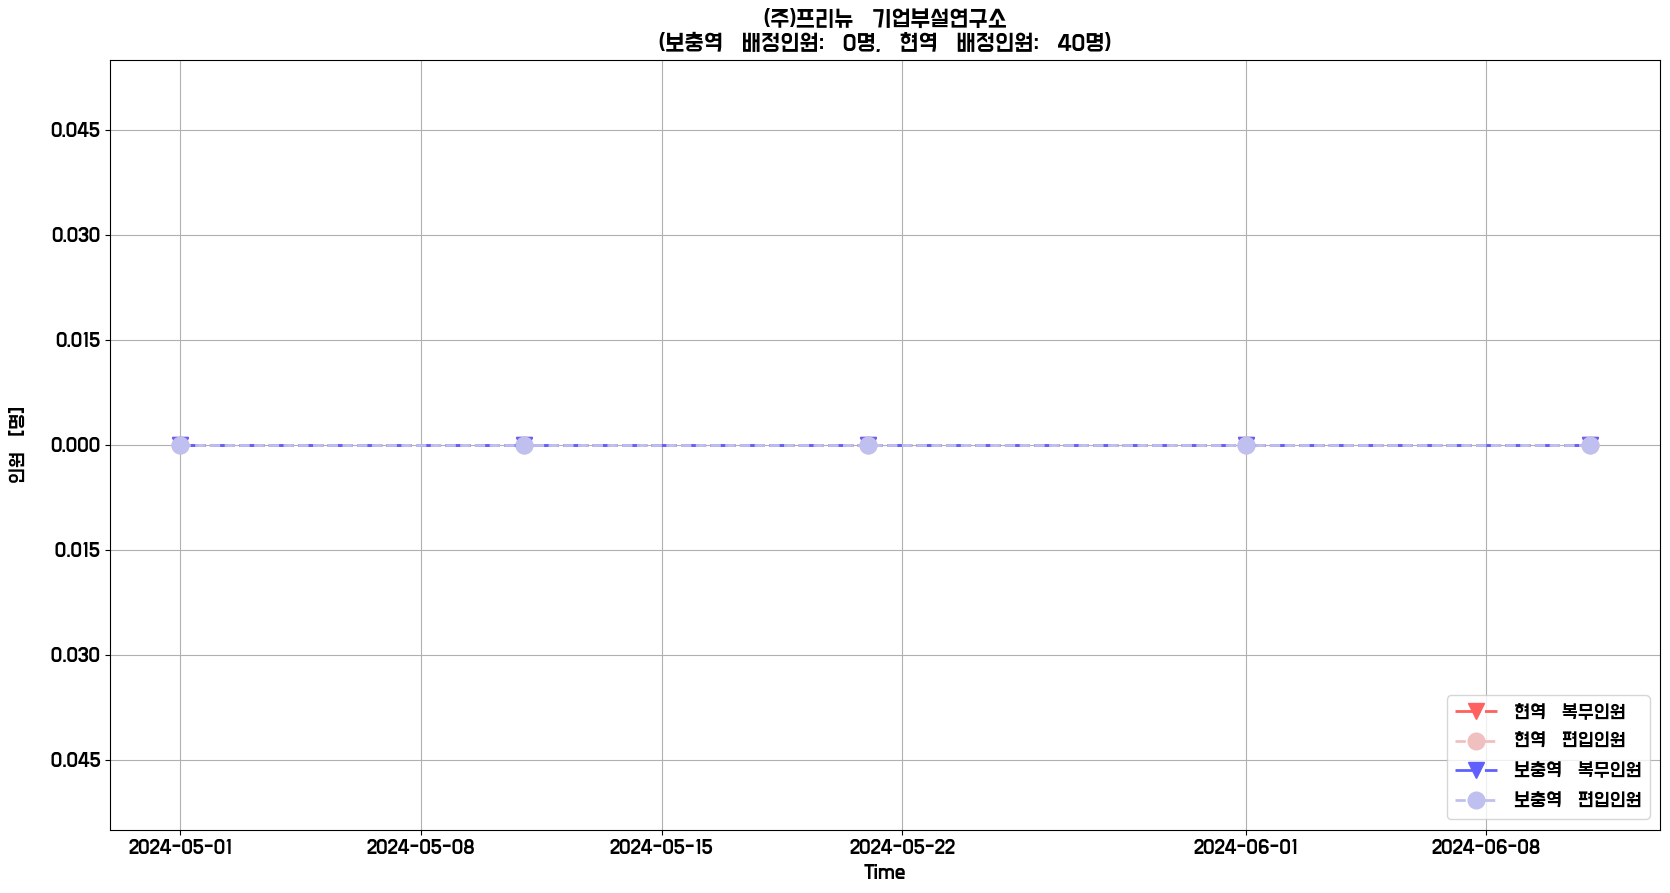 (주)프리뉴 기업부설연구소
(보충역 배정인원: 0명, 현역 배정인원: 40명)
인원 [명]
0.045
0.030
0.015
0.000
0.015
0.030
0.045
현역 복무인원
현역 편입인원
보충역 복무인원
보충역 편입인원
2024-05-01 2024-05-08 2024-05-15 2024-05-22 2024-06-01 2024-06-08
Time